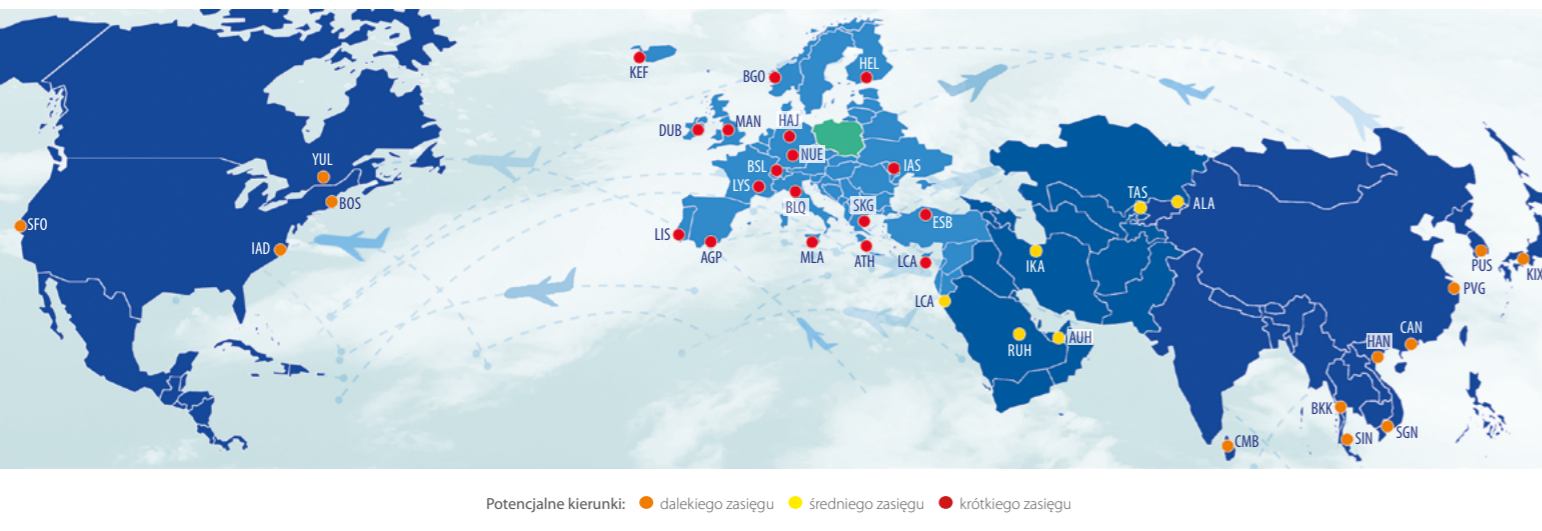 KEF
BGO
HEL
DUB
MAN
HAJ
NUE
BSL
IAS
YUL
LYS
BOS
BLQ
SKG
TAS
ALA
SFO
ESB
LIS
IAD
AGP
MLA
ATH
LCA
IKA
PUS
KIX
PVG
LCA
CAN
RUH
AUH
HAN
BKK
SGN
SIN
CMB
Potencjalne kierunki: dalekiego zasięgu średniego zasięgu krótkiego zasięgu